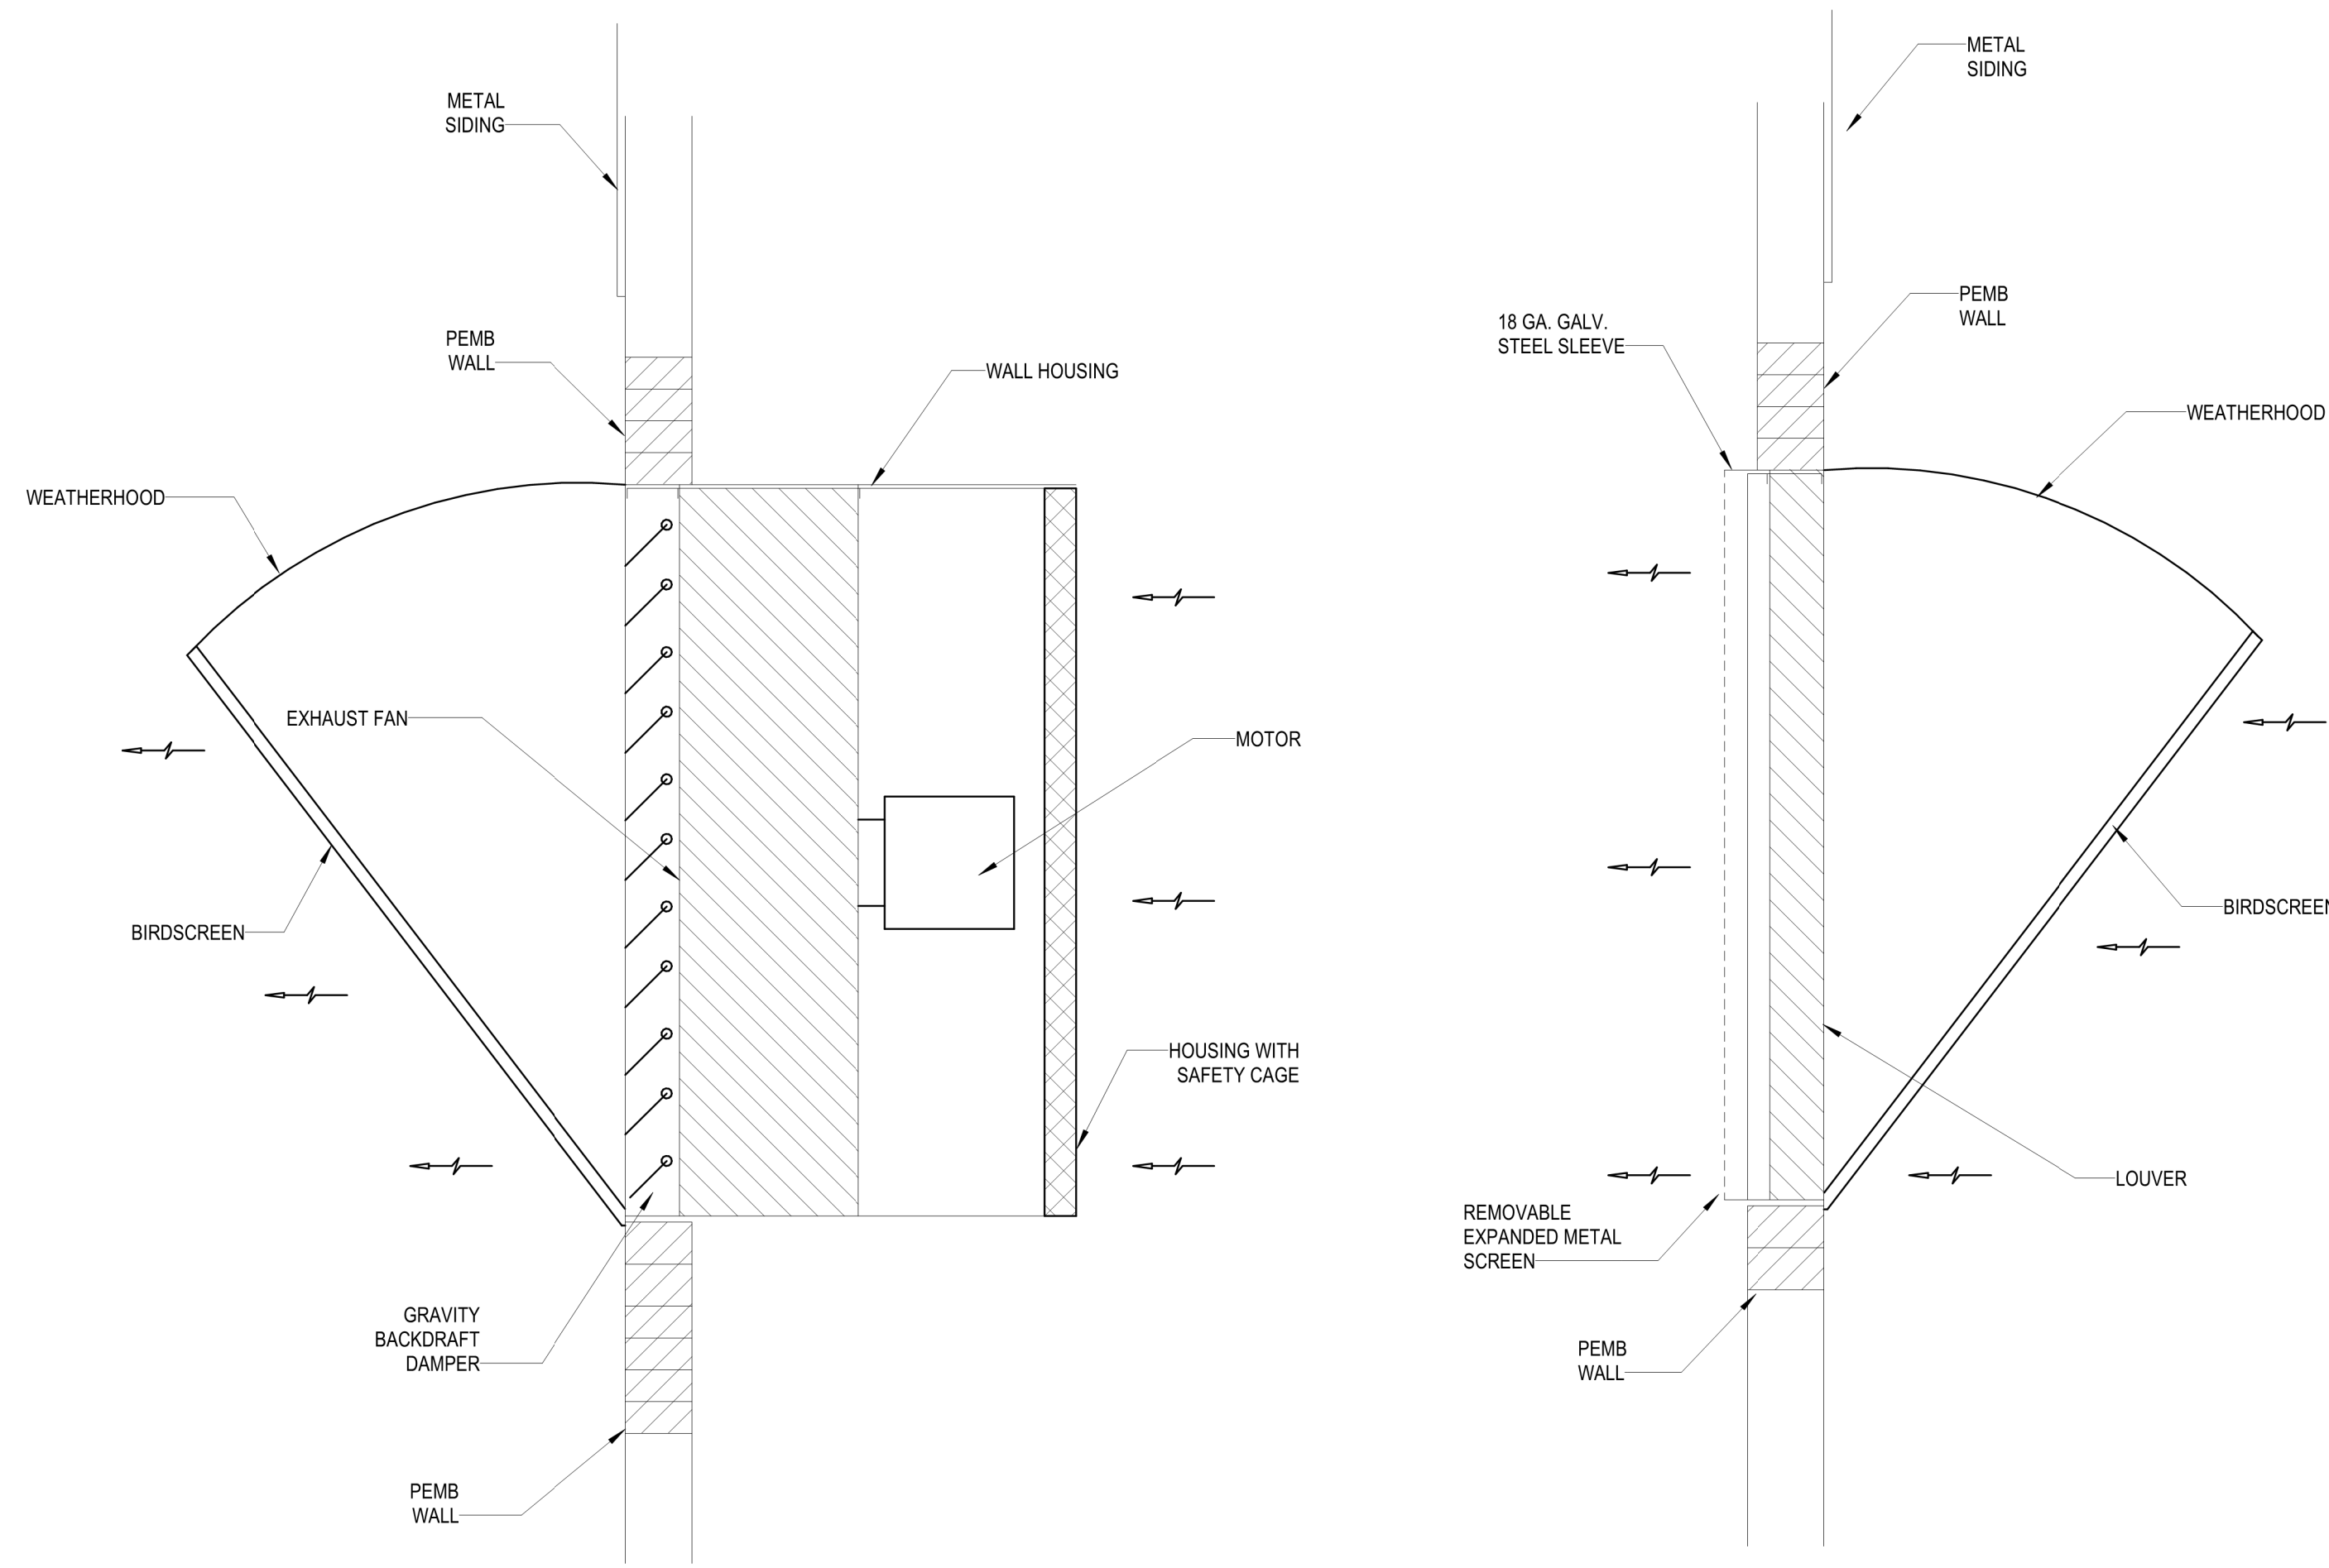 METAL
SIDING
PEMB
WALL
WALL HOUSING
WEATHERHOOD
EXHAUST FAN
MOTOR
BIRDSCREEN
HOUSING WITH
SAFETY CAGE
GRAVITY
BACKDRAFT
DAMPER
PEMB
WALL
METAL
SIDING
18 GA. GALV.
STEEL SLEEVE
PEMB
WALL
WEATHERHOOD
BIRDSCREEN
LOUVER
REMOVABLE
EXPANDED METAL
SCREEN
PEMB
WALL